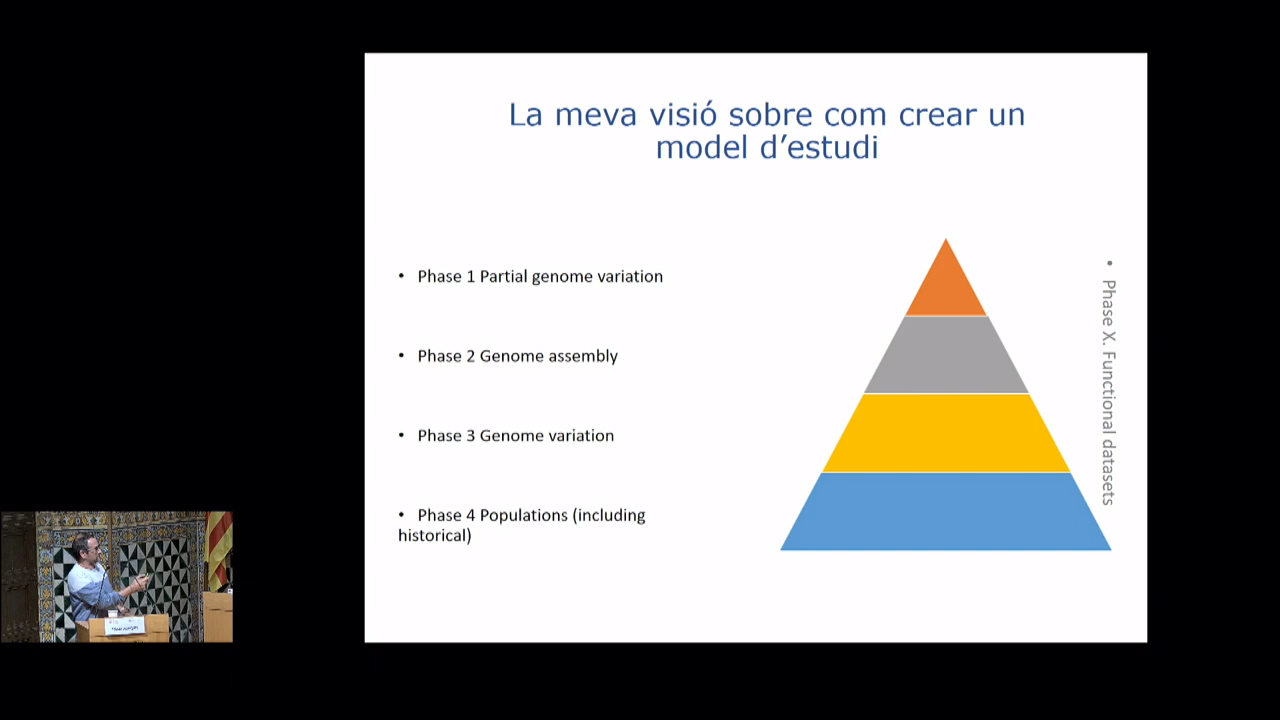 La meva visió sobre com crear un
model d’estudi
• Phase 1 Partial genome variation
• Phase 2 Genome assembly
• Phase 3 Genome variation
• Phase 4 Populations (including
historical)
• Phase X. Functional datasets